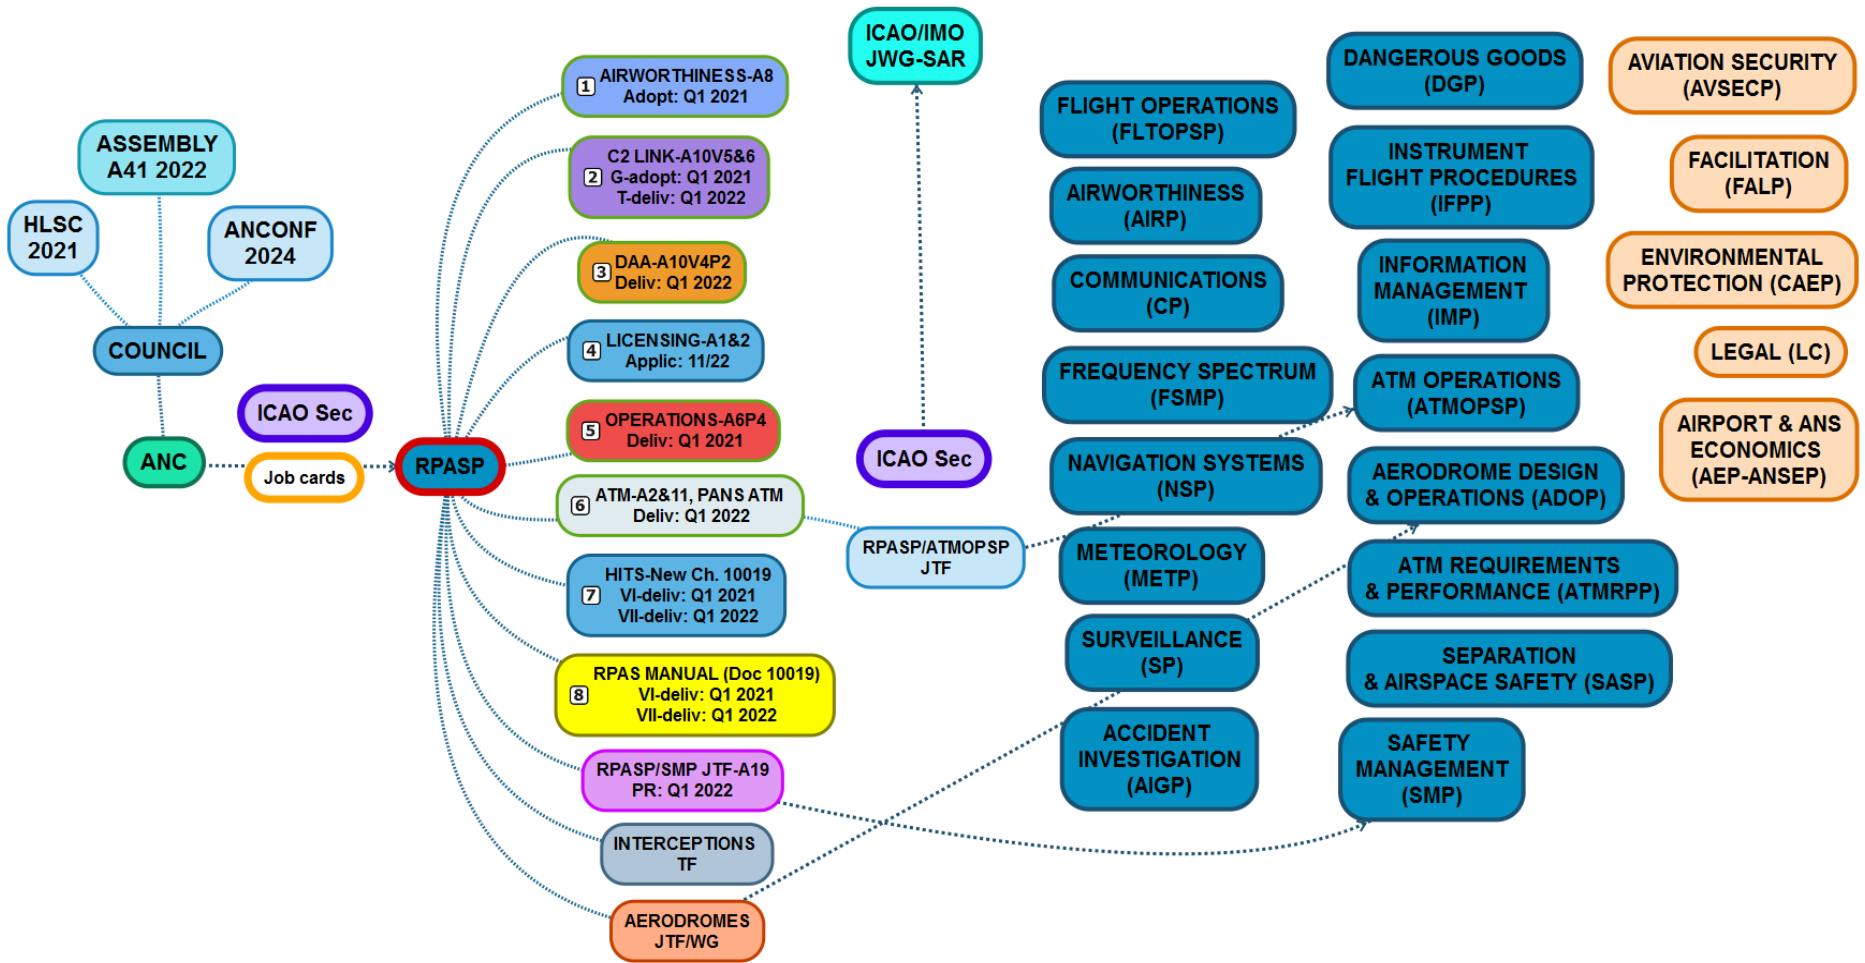 ASSEMBLY
A41 2022
HLSC
2021
ANCONF
2024
COUNCIL
ANC
ICAO Sec
Job cards
RPASP
1
AIRWORTHINESS-A8
Adopt: Q1 2021
2
C2 LINK-A10V5&6
G-adopt: Q1 2021
T-deliv: Q1 2022
3
DAA-A10V4P2
Deliv: Q1 2022
4
LICENSING-A1&2
Applic: 11/22
5
OPERATIONS-A6P4
Deliv: Q1 2021
6
ATM-A2&11, PANS ATM
Deliv: Q1 2022
7
HITS-New Ch. 10019
VI-deliv: Q1 2021
VII-deliv: Q1 2022
8
RPAS MANUAL (Doc 10019)
VI-deliv: Q1 2021
VII-deliv: Q1 2022
RPASP/SMP JTF-A19
PR: Q1 2022
INTERCEPTIONS
TF
AERODROMES
JTF/WG
ICAO/IMO
JWG-SAR
ICAO Sec
RPASP/ATMOPSP
JTF
FLIGHT OPERATIONS
(FLTOPSP)
AIRWORTHINESS
(AIRP)
COMMUNICATIONS
(CP)
FREQUENCY SPECTRUM
(FSMP)
NAVIGATION SYSTEMS
(NSP)
METEOROLOGY
(METP)
SURVEILLANCE
(SP)
ACCIDENT
INVESTIGATION
(AIGP)
DANGEROUS GOODS
(DGP)
INSTRUMENT
FLIGHT PROCEDURES
(IFPP)
INFORMATION
MANAGEMENT
(IMP)
ATM OPERATIONS
(ATMOPSP)
AERODROME DESIGN
& OPERATIONS (ADOP)
ATM REQUIREMENTS
& PERFORMANCE (ATMRPP)
SEPARATION
& AIRSPACE SAFETY (SASP)
SAFETY
MANAGEMENT
(SMP)
AVIATION SECURITY
(AVSECP)
FACILITATION
(FALP)
ENVIRONMENTAL
PROTECTION (CAEP)
LEGAL (LC)
AIRPORT & ANS
ECONOMICS
(AEP-ANSEP)